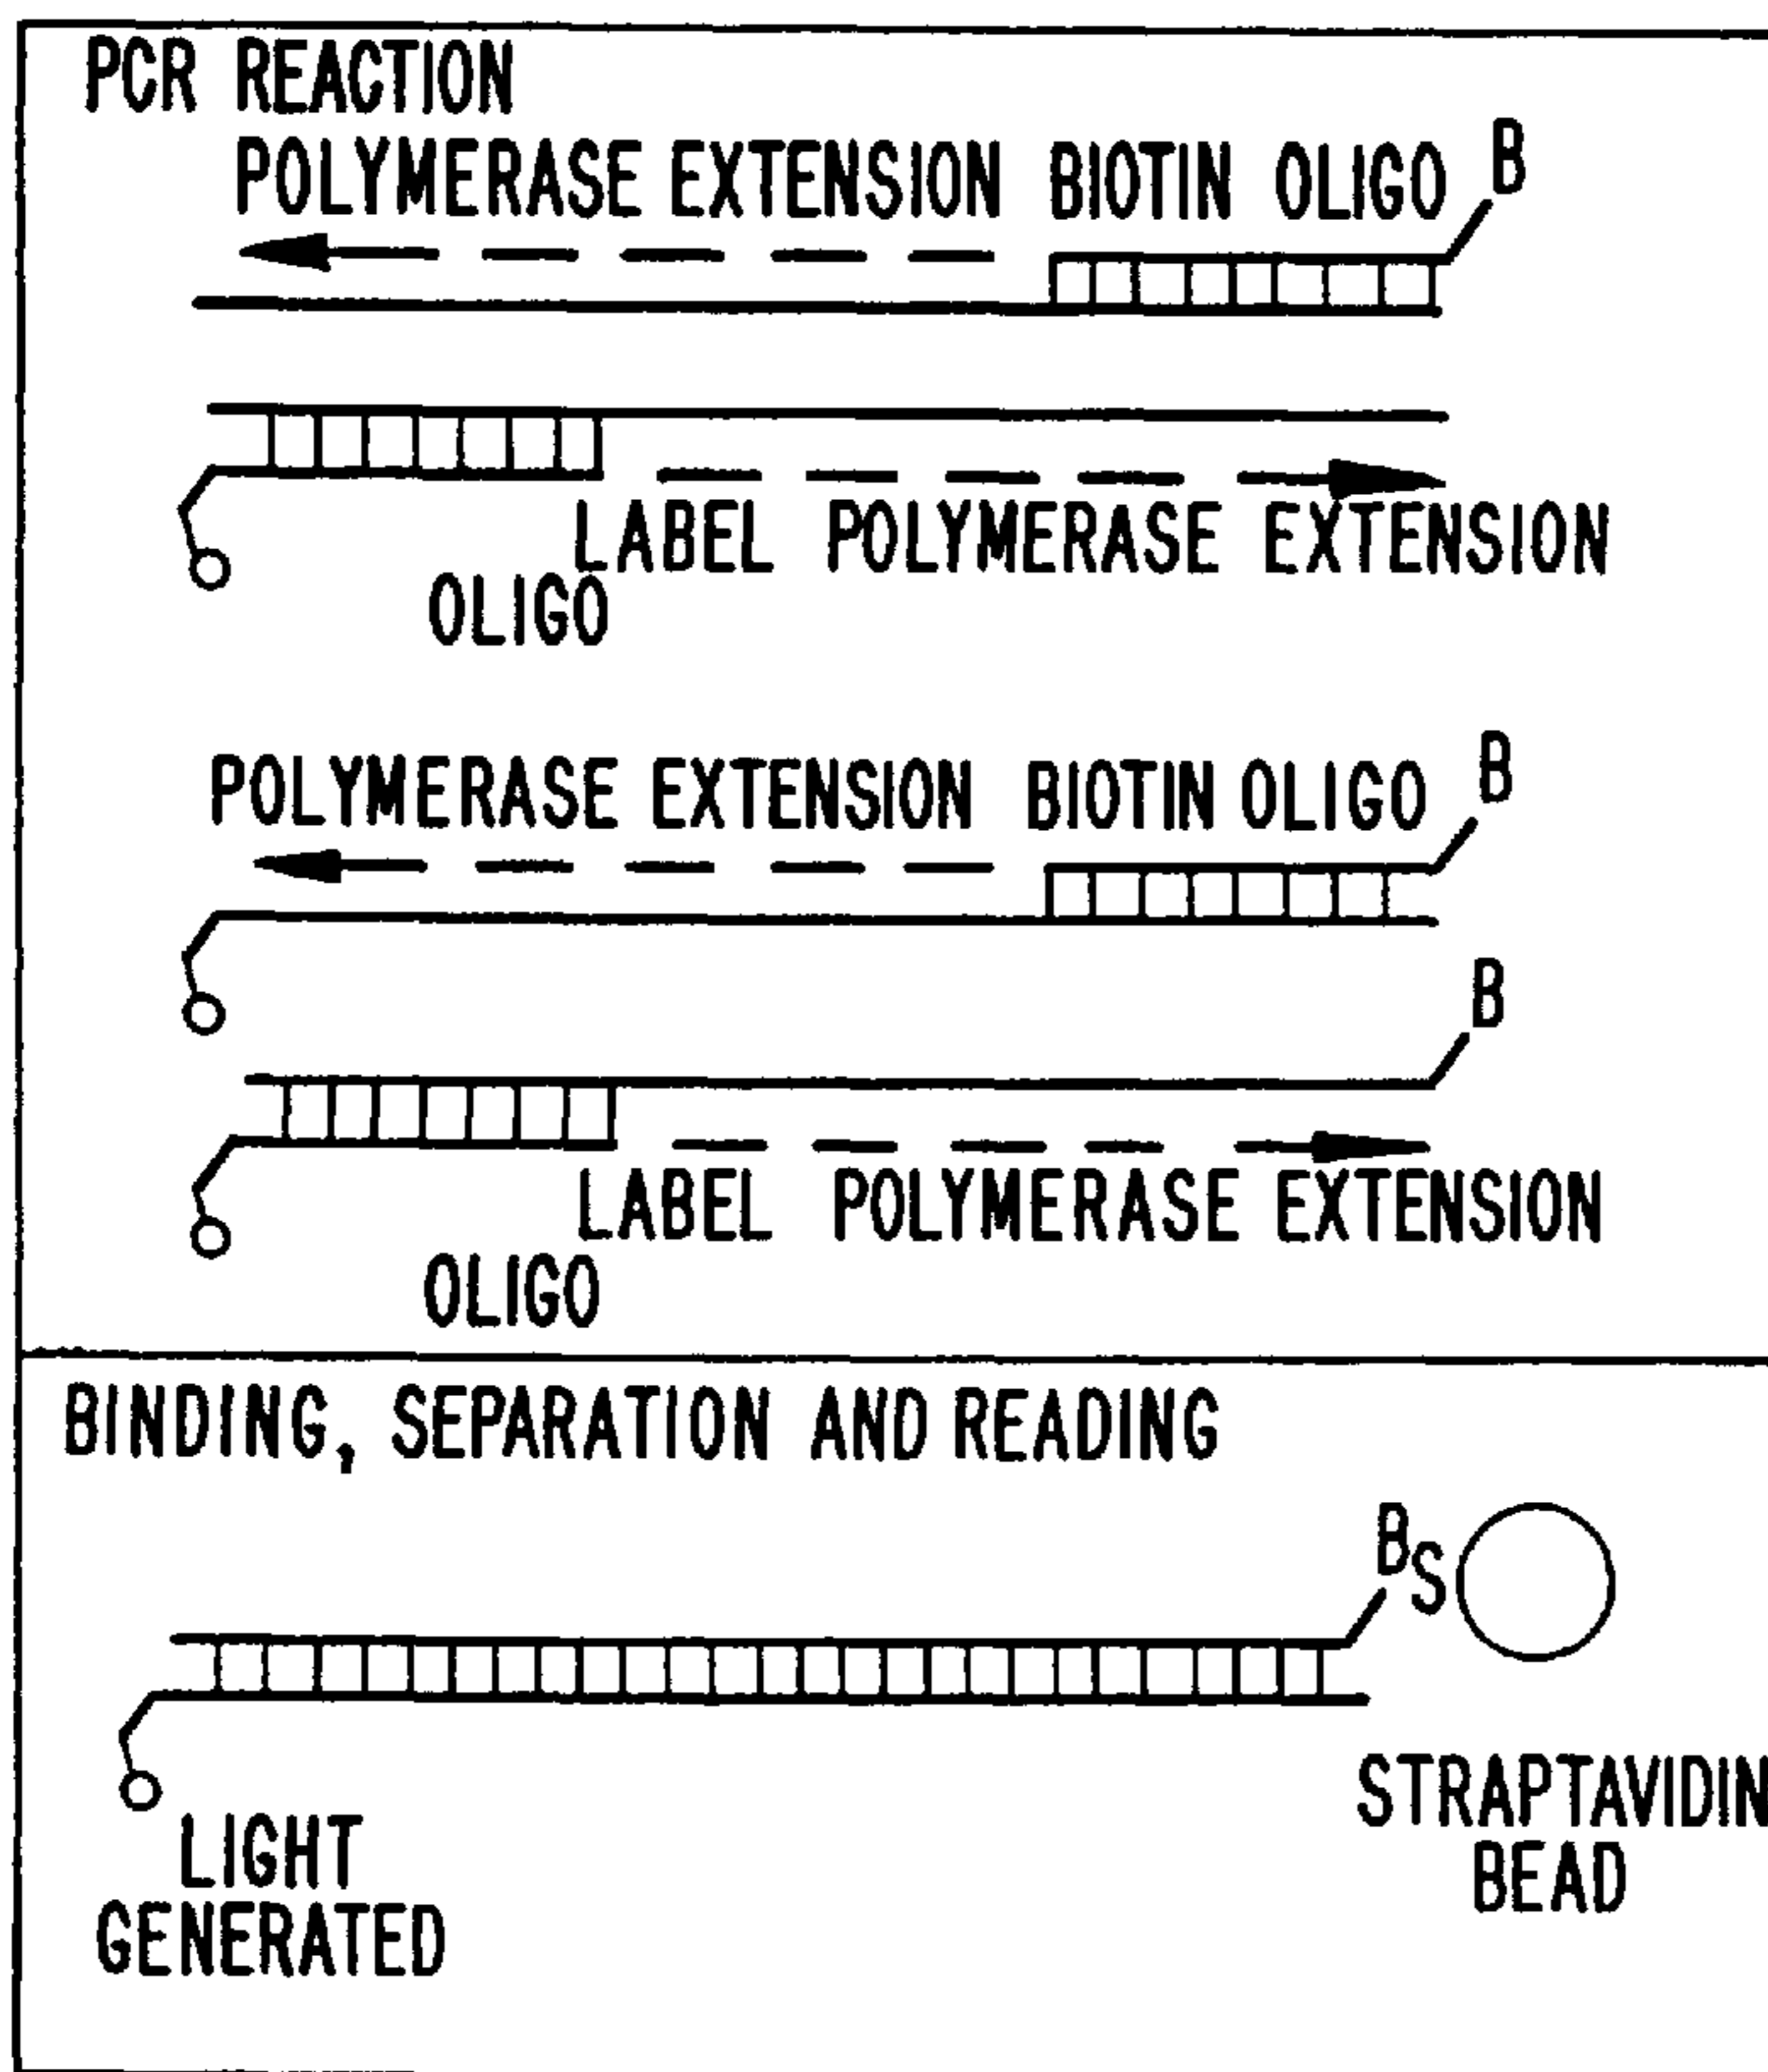 PCR REACTION
POLYMERASE EXTENSION BIOTIN OLIGO B
LABEL POLYMERASE EXTENSION
OLIGO
POLYMERASE EXTENSION BIOTIN OLIGO B
B
LABEL POLYMERASE EXTENSION
OLIGO
BINDING, SEPARATION AND READING
B S
STRAPTAVIDIN
BEAD
LIGHT
GENERATED